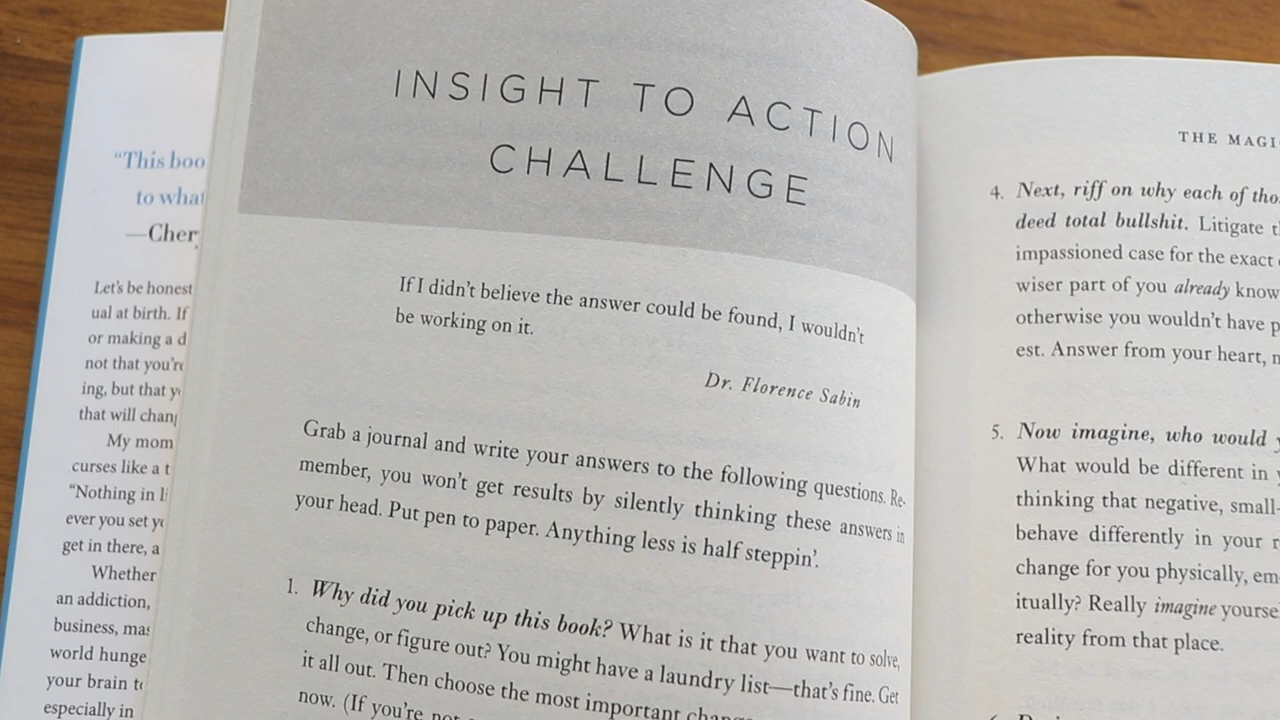 "This boo
to what
—Cher
Let's be honest
ual at birth. If
or making a d
not that you're
ing, but that y
that will chang
My mom
curses like a t
"Nothing in li
ever you set yo
get in there, a
Whether
an addiction,
business, mas
world hunge
your brain to
especially in
INSIGHT TO ACTION
CHALLENGE
If I didn't believe the answer could be found, I wouldn't
be working on it.
Dr. Florence Sabin
Grab a journal and write your answers to the following questions. Re-
member, you won't get results by silently thinking these answers in
your head. Put pen to paper. Anything less is half steppin'.
1. Why did you pick up this book? What is it that you want to solve,
change, or figure out? You might have a laundry list—that's fine. Get
it all out. Then choose the most important chang
now. (If you're not
THE MAGI
4. Next, riff on why each of tho
deed total bullshit. Litigate t
impassioned case for the exact
wiser part of you already know
otherwise you wouldn't have p
est. Answer from your heart, n
5. Now imagine, who would y
What would be different in y
thinking that negative, small-
behave differently in your r
change for you physically, em
itually? Really imagine yourse
reality from that place.